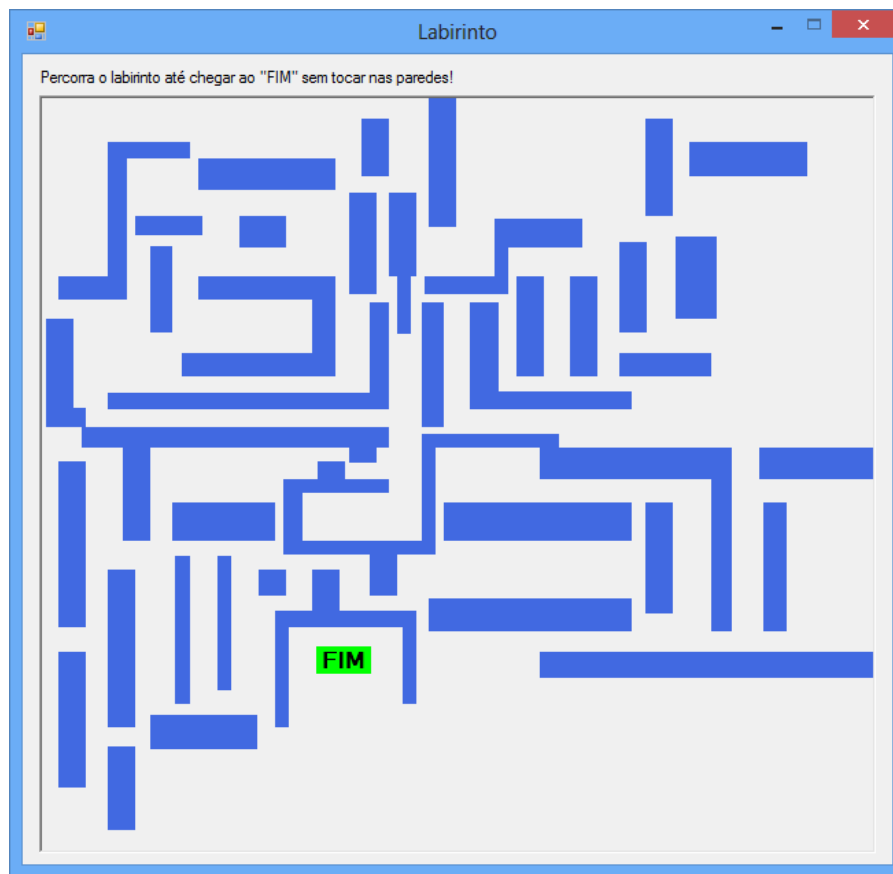 Labirinto
Percorra o labirinto até chegar ao "FIM" sem tocar nas paredes!
FIM